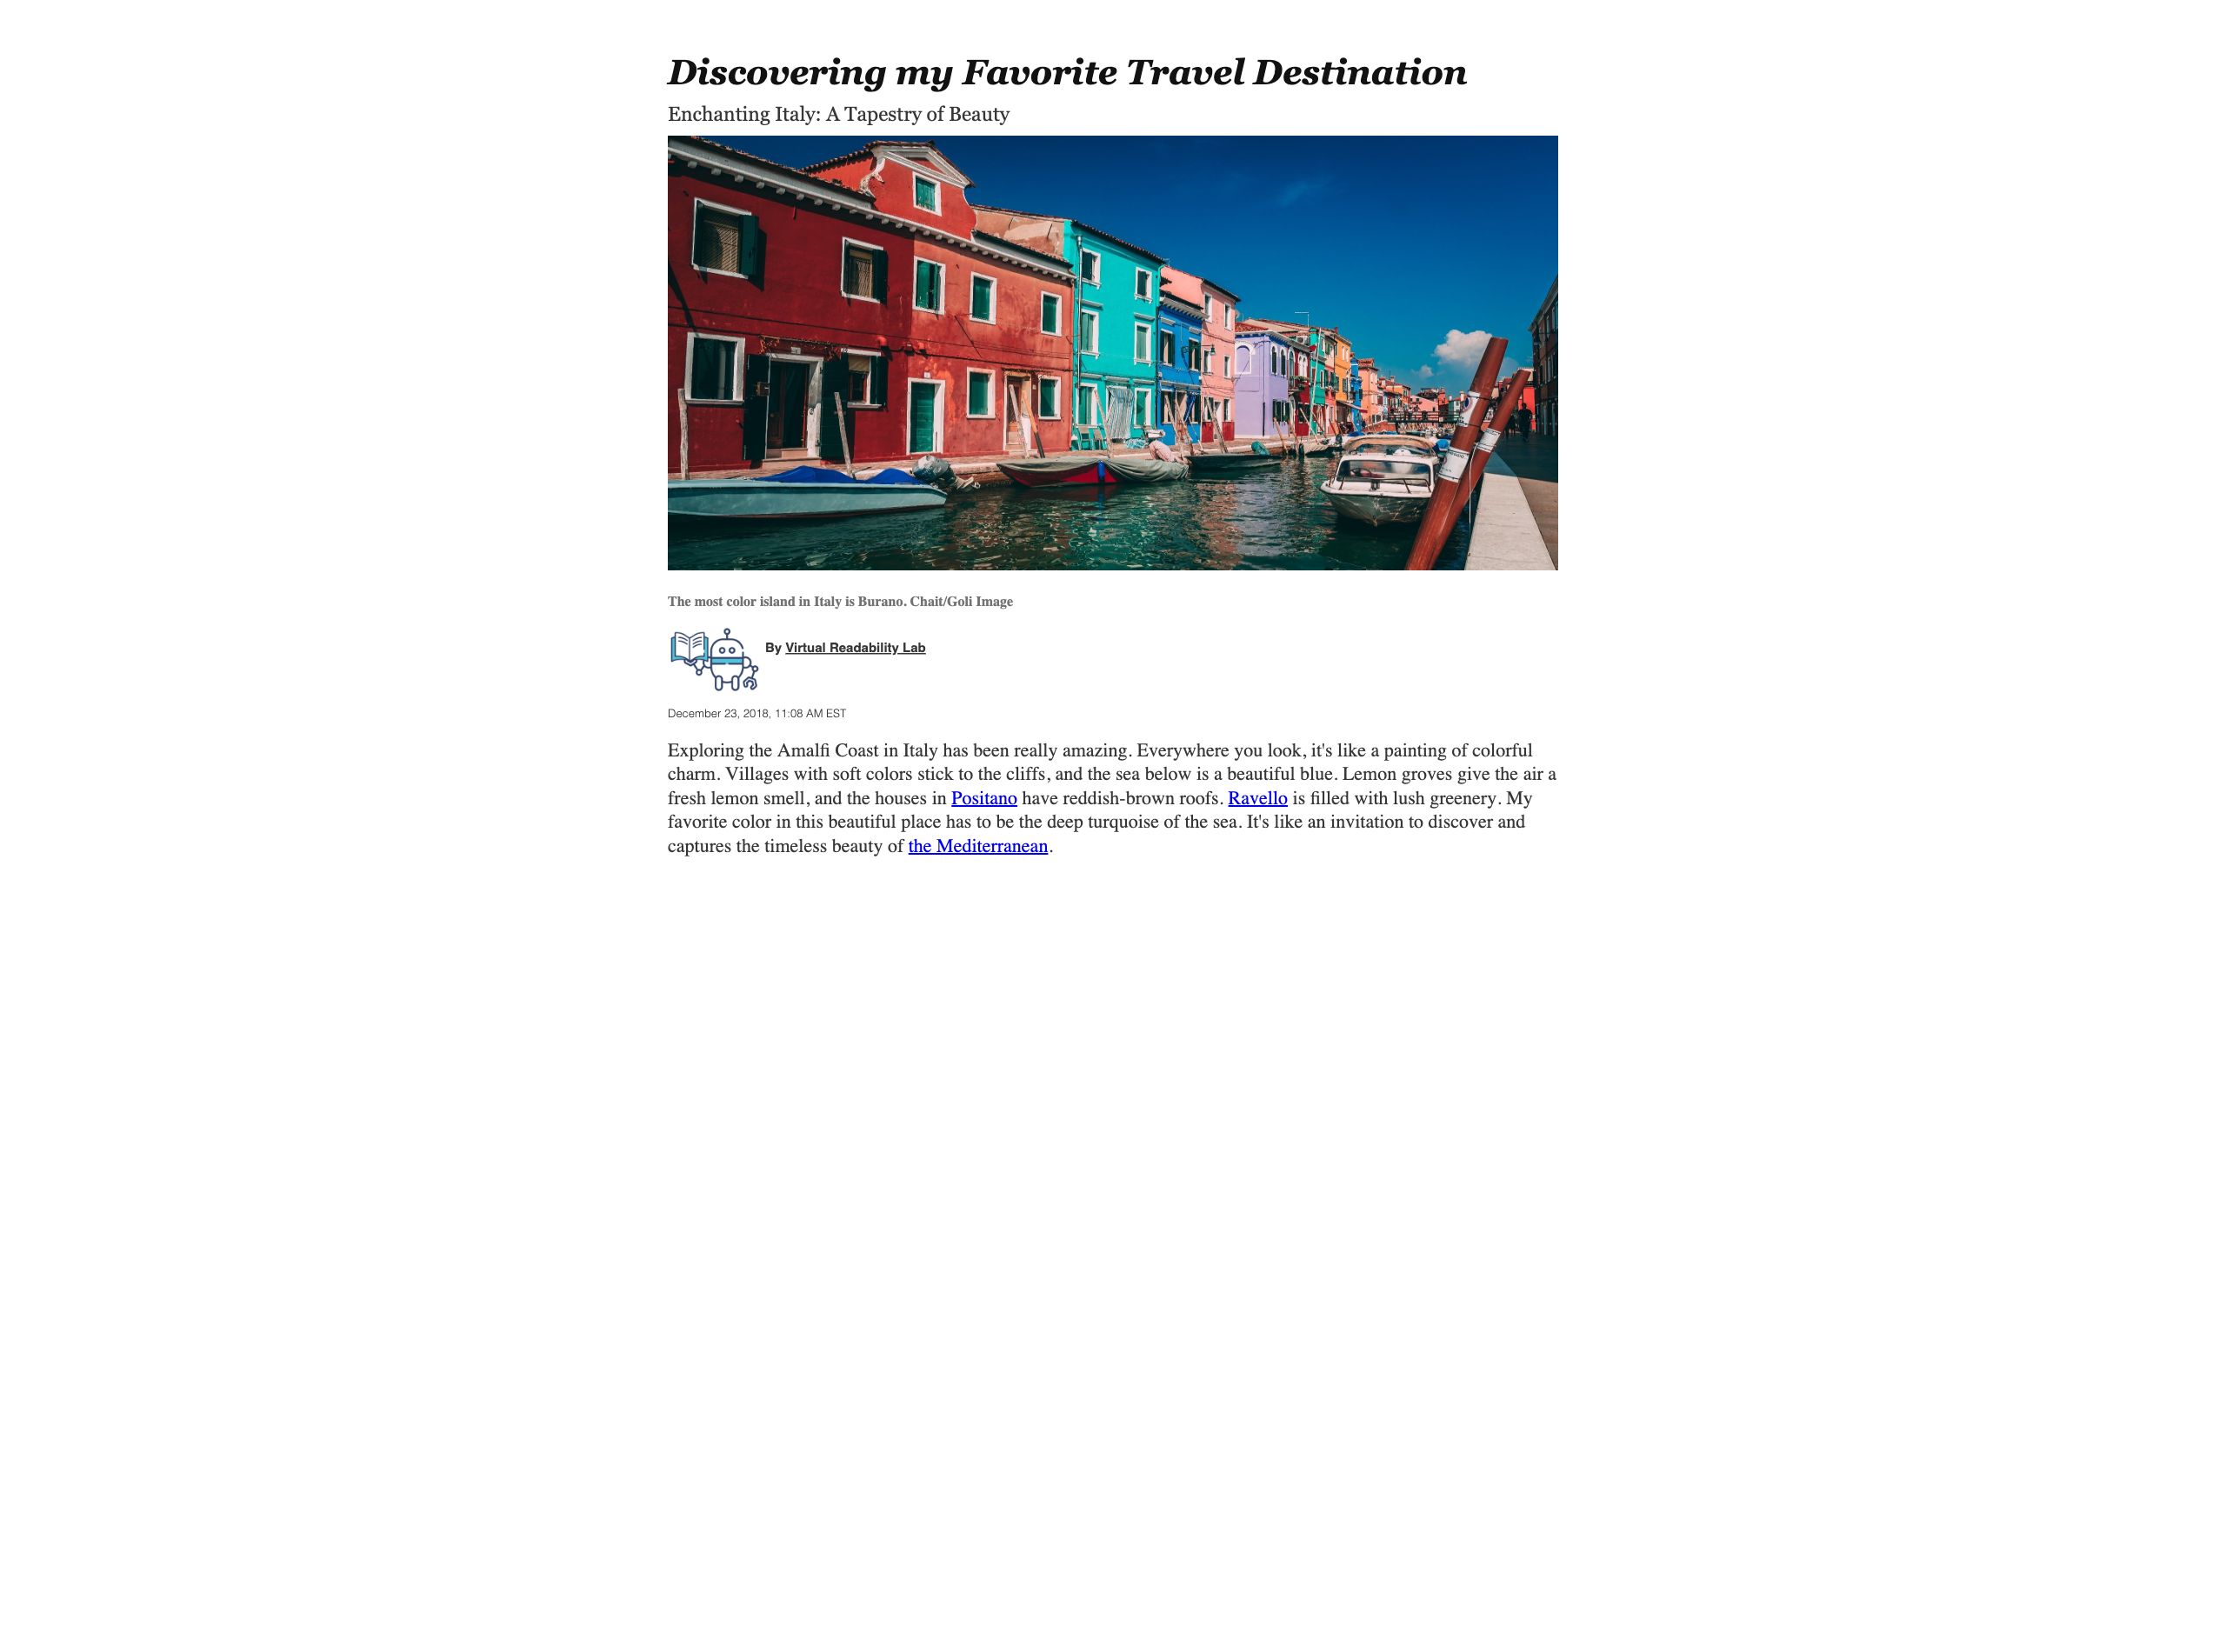 Discovering my Favorite Travel Destination
Enchanting Italy: A Tapestry of Beauty
The most color island in Italy is Burano. Chait/Goli Image
By Virtual Readability Lab
December 23, 2018, 11:08 AM EST
Exploring the Amalfi Coast in Italy has been really amazing. Everywhere you look, it's like a painting of colorful
charm. Villages with soft colors stick to the cliffs, and the sea below is a beautiful blue. Lemon groves give the air a
fresh lemon smell, and the houses in Positano have reddish-brown roofs. Ravello is filled with lush greenery. My
favorite color in this beautiful place has to be the deep turquoise of the sea. It's like an invitation to discover and
captures the timeless beauty of the Mediterranean.